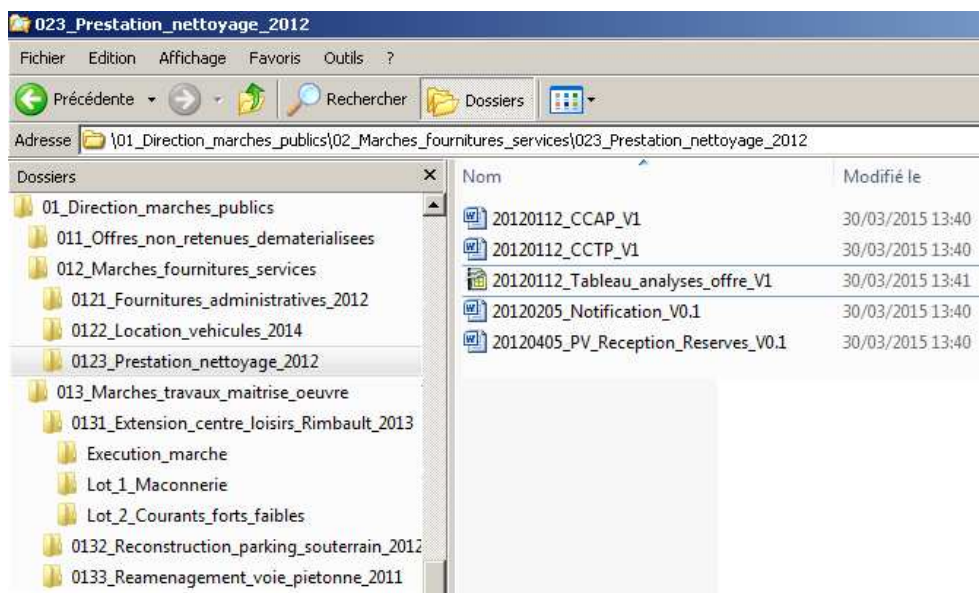 023_Prestation_nettoyage_2012
Fichier Edition Affichage Favoris Outils ?
Précédente Rechercher Dossiers
Adresse \01_Direction_marches_publics\02_Marches_fournitures_services\023_Prestation_nettoyage_2012
Dossiers
01_Direction_marches_publics
011_Offres_non_retenues_dematerialisees
012_Marches_fournitures_services
0121_Fournitures_administratives_2012
0122_Location_vehicules_2014
0123_Prestation_nettoyage_2012
013_Marches_travaux_maitrise_oeuvre
0131_Extension_centre_loisirs_Rimbault_2013
Execution_marche
Lot_1_Maconnerie
Lot_2_Courants_forts_faibles
0132_Reconstruction_parking_souterrain_2012
0133_Reamenagement_voie_pietonne_2011
Nom Modifié le
20120112_CCAP_V1 30/03/2015 13:40
20120112_CCTP_V1 30/03/2015 13:40
20120112_Tableau_analyses_offre_V1 30/03/2015 13:41
20120205_Notification_V0.1 30/03/2015 13:40
20120405_PV_Reception_Reserves_V0.1 30/03/2015 13:40